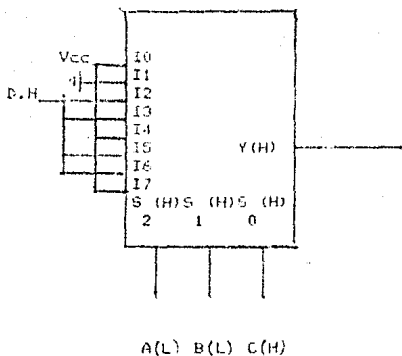 Vcc
I0
I1
D.H
I2
I3
I4
I5
Y(H)
I6
I7
S (H) S (H) S (H)
2 1 0
A(L) B(L) C(H)